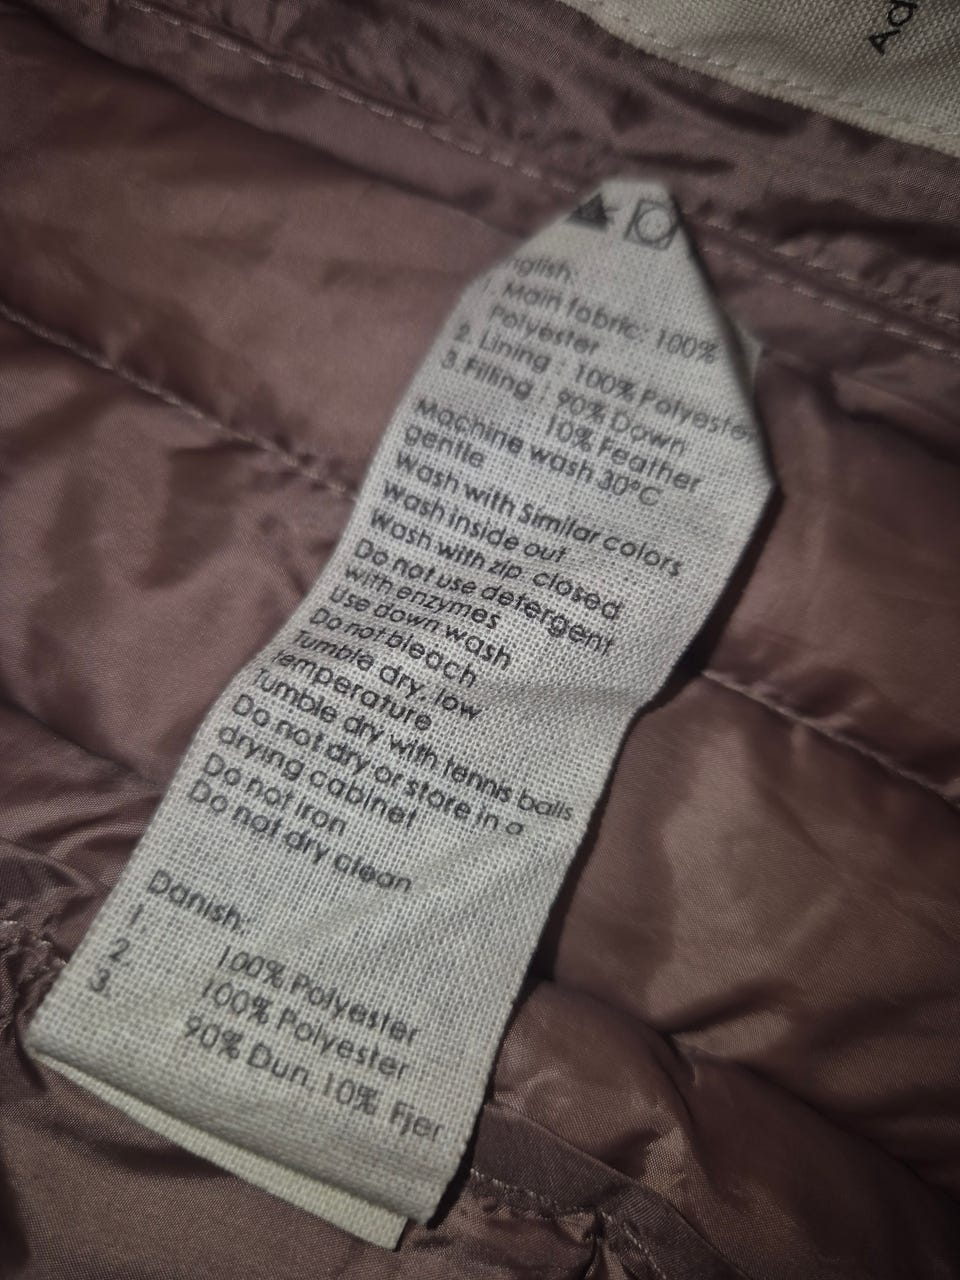 Ad
English:
1. Main fabric: 100%
Polyester
2. Lining : 100% Polyester
3. Filling : 90% Down
10% Feather
Machine wash 30°C
gentle
Wash with Similar colors
Wash inside out
Wash with zip closed
Do not use detergent
with enzymes
Use down wash
Do not bleach
Tumble dry, low
temperature
Tumble dry with tennis balls
Do not dry or store in a
drying cabinet
Do not iron
Do not dry clean
Danish:
1. 100% Polyester
2. 100% Polyester
3. 90% Dun, 10% Fjer